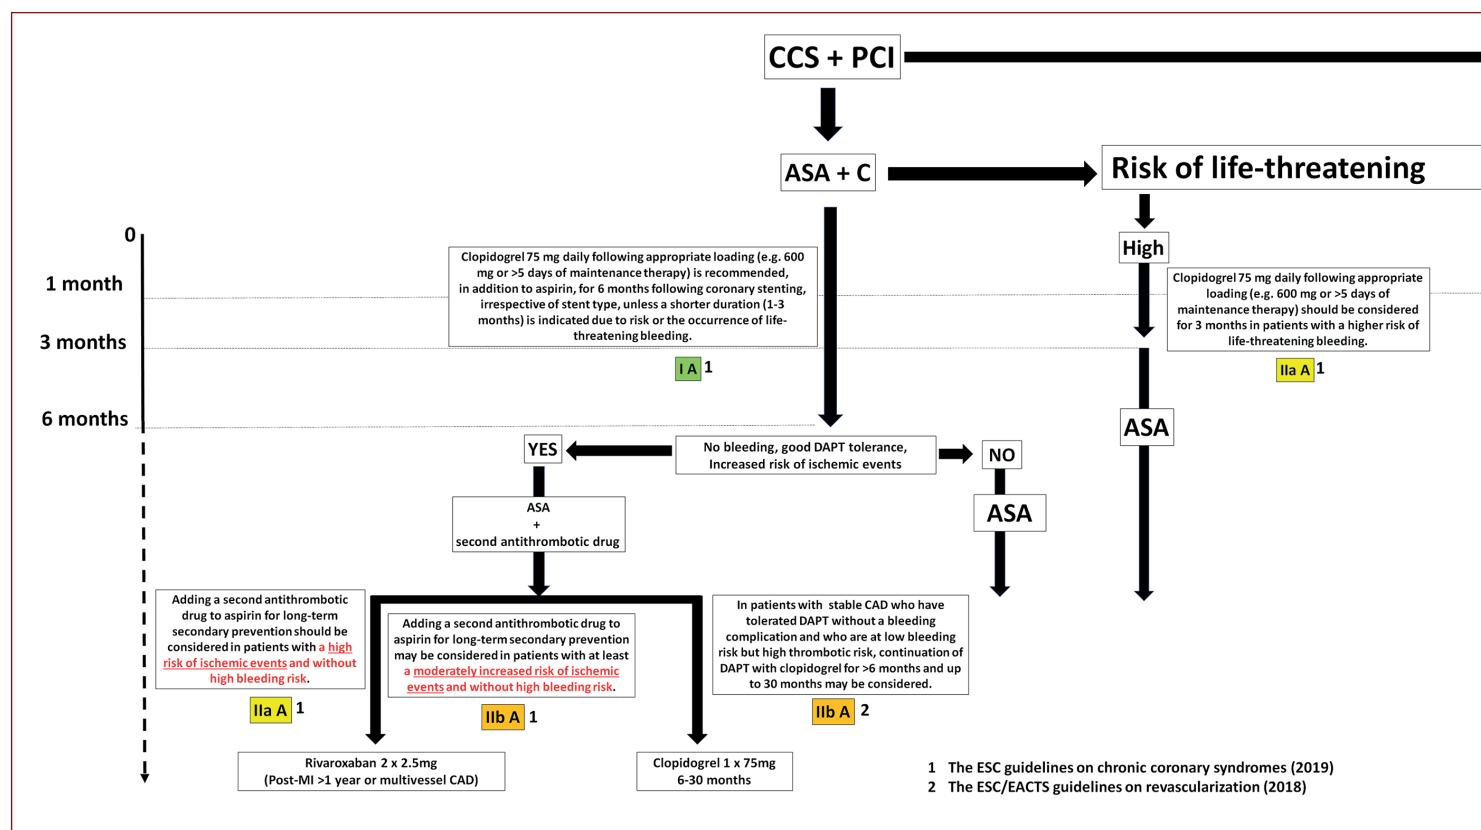 CCS + PCI
ASA + C
Risk of life-threatening
0
1 month
3 months
6 months
Clopidogrel 75 mg daily following appropriate loading (e.g. 600
mg or >5 days of maintenance therapy) is recommended,
in addition to aspirin, for 6 months following coronary stenting,
irrespective of stent type, unless a shorter duration (1-3
months) is indicated due to risk or the occurrence of life-
threatening bleeding.
I A 1
High
Clopidogrel 75 mg daily following appropriate
loading (e.g. 600 mg or >5 days of
maintenance therapy) should be considered
for 3 months in patients with a higher risk of
life-threatening bleeding.
IIa A 1
ASA
YES
No bleeding, good DAPT tolerance,
Increased risk of ischemic events
NO
ASA
+
second antithrombotic drug
ASA
Adding a second antithrombotic
drug to aspirin for long-term
secondary prevention should be
considered in patients with a high
risk of ischemic events and without
high bleeding risk.
IIa A 1
Adding a second antithrombotic drug to
aspirin for long-term secondary prevention
may be considered in patients with at least
a moderately increased risk of ischemic
events and without high bleeding risk.
IIb A 1
In patients with stable CAD who have
tolerated DAPT without a bleeding
complication and who are at low bleeding
risk but high thrombotic risk, continuation of
DAPT with clopidogrel for >6 months and up
to 30 months may be considered.
IIb A 2
Rivaroxaban 2 x 2.5mg
(Post-MI >1 year or multivessel CAD)
Clopidogrel 1 x 75mg
6-30 months
1 The ESC guidelines on chronic coronary syndromes (2019)
2 The ESC/EACTS guidelines on revascularization (2018)